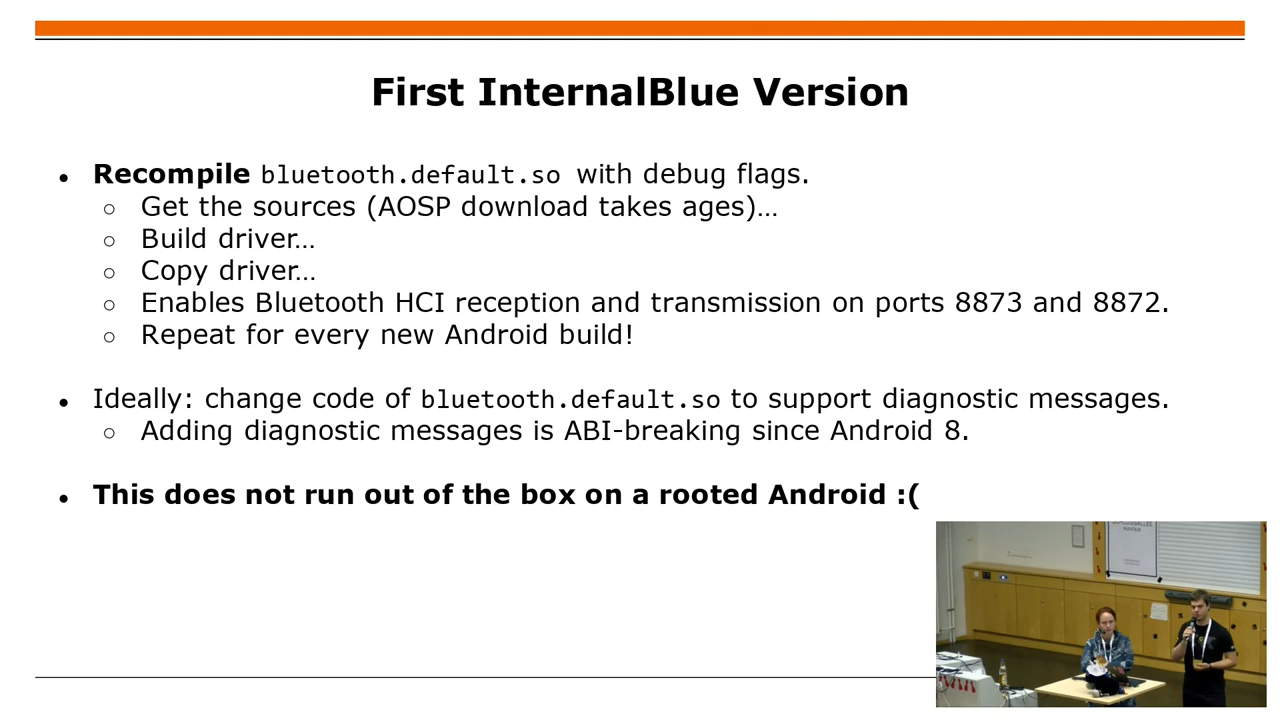 First InternalBlue Version
● Recompile bluetooth.default.so with debug flags.
○ Get the sources (AOSP download takes ages)…
○ Build driver…
○ Copy driver…
○ Enables Bluetooth HCI reception and transmission on ports 8873 and 8872.
○ Repeat for every new Android build!
● Ideally: change code of bluetooth.default.so to support diagnostic messages.
○ Adding diagnostic messages is ABI-breaking since Android 8.
● This does not run out of the box on a rooted Android :(